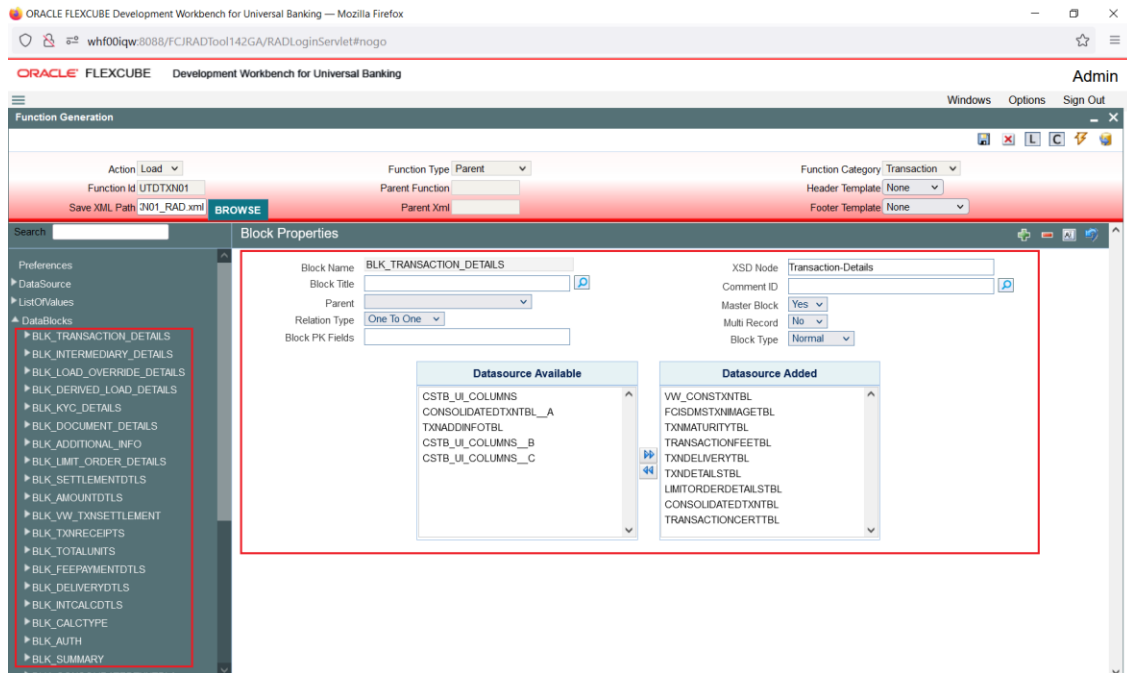 ORACLE FLEXCUBE Development Workbench for Universal Banking — Mozilla Firefox
whf00iqw:8088/FCJRADTool142GA/RADLoginServlet#nogo
ORACLE FLEXCUBE Development Workbench for Universal Banking Admin
Windows Options Sign Out
Function Generation
L C
Action Load Function Type Parent Function Category Transaction
Function Id UTDTXN01 Parent Function Header Template None
Save XML Path JN01_RAD.xml BROWSE Parent Xml Footer Template None
Search Block Properties
Preferences
DataSource
ListOfValues
DataBlocks
BLK_TRANSACTION_DETAILS
BLK_INTERMEDIARY_DETAILS
BLK_LOAD_OVERRIDE_DETAILS
BLK_DERIVED_LOAD_DETAILS
BLK_KYC_DETAILS
BLK_DOCUMENT_DETAILS
BLK_ADDITIONAL_INFO
BLK_LIMIT_ORDER_DETAILS
BLK_SETTLEMENTDTLS
BLK_AMOUNTDTLS
BLK_VW_TXNSETTLEMENT
BLK_TXNRECEIPTS
BLK_TOTALUNITS
BLK_FEEPAYMENTDTLS
BLK_DELIVERYDTLS
BLK_INTCALCDTLS
BLK_CALCTYPE
BLK_AUTH
BLK_SUMMARY
Block Name BLK_TRANSACTION_DETAILS XSD Node Transaction-Details
Block Title Comment ID
Parent Master Block Yes
Relation Type One To One Multi Record No
Block PK Fields Block Type Normal
Datasource Available
CSTB_UI_COLUMNS
CONSOLIDATEDTXNTBL__A
TXNADDINFOTBL
CSTB_UI_COLUMNS__B
CSTB_UI_COLUMNS__C
Datasource Added
VW_CONSTXNTBL
FCISDMSTXNIMAGETBL
TXNMATURITYTBL
TRANSACTIONFEETBL
TXNDELIVERYTBL
TXNDETAILSTBL
LIMITORDERDETAILSTBL
CONSOLIDATEDTXNTBL
TRANSACTIONCERTTBL